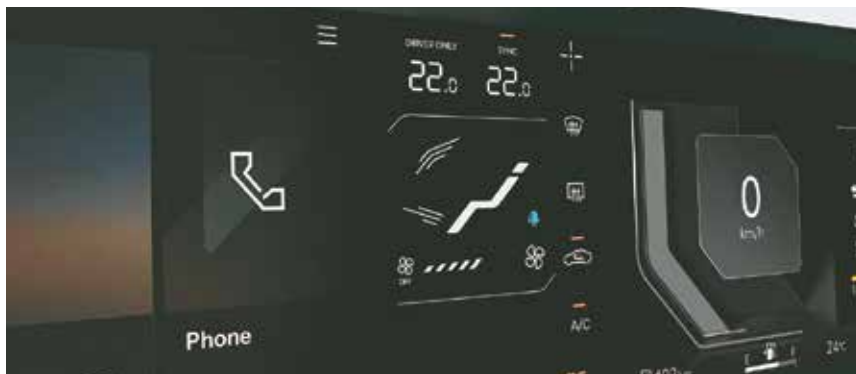 DRIVER ONLY
SYNC
22.0
22.0
0
km/h
OFF
A/C
Phone
24°C